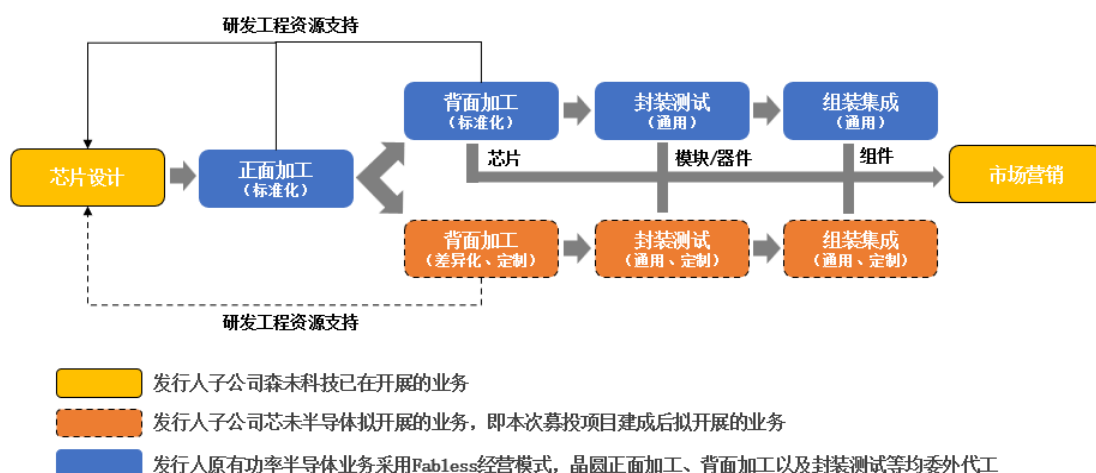 研发工程资源支持
背面加工
（标准化）
封装测试
（通用）
组装集成
（通用）
芯片设计
正面加工
（标准化）
芯片
模块/器件
组件
市场营销
背面加工
（差异化、定制）
封装测试
（通用、定制）
组装集成
（通用、定制）
研发工程资源支持
发行人子公司森未科技已在开展的业务
发行人子公司芯未半导体拟开展的业务，即本次募投项目建成后拟开展的业务
发行人原有功率半导体业务采用Fabless经营模式，晶圆正面加工、背面加工以及封装测试等均委外代工